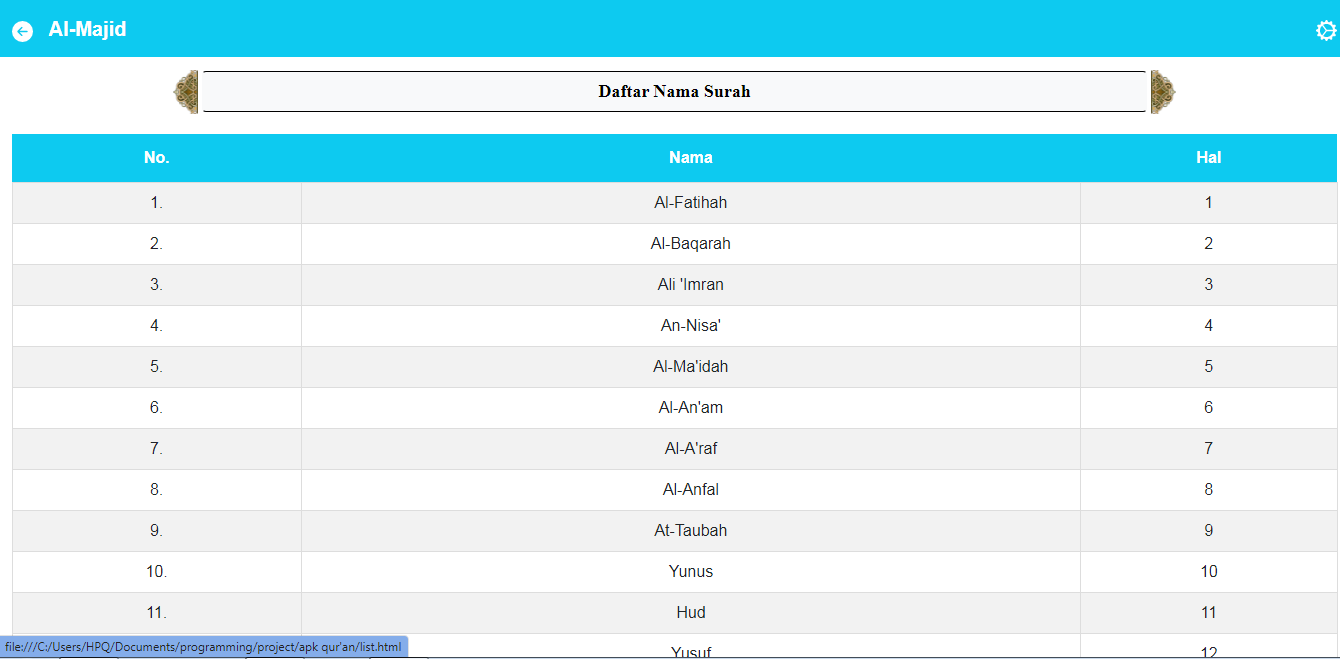 Al-Majid
Daftar Nama Surah
No. Nama Hal
1. Al-Fatihah 1
2. Al-Baqarah 2
3. Ali 'Imran 3
4. An-Nisa' 4
5. Al-Ma'idah 5
6. Al-An'am 6
7. Al-A'raf 7
8. Al-Anfal 8
9. At-Taubah 9
10. Yunus 10
11. Hud 11
Yusuf 12
file:///C:/Users/HPQ/Documents/programming/project/apk qur'an/list.html